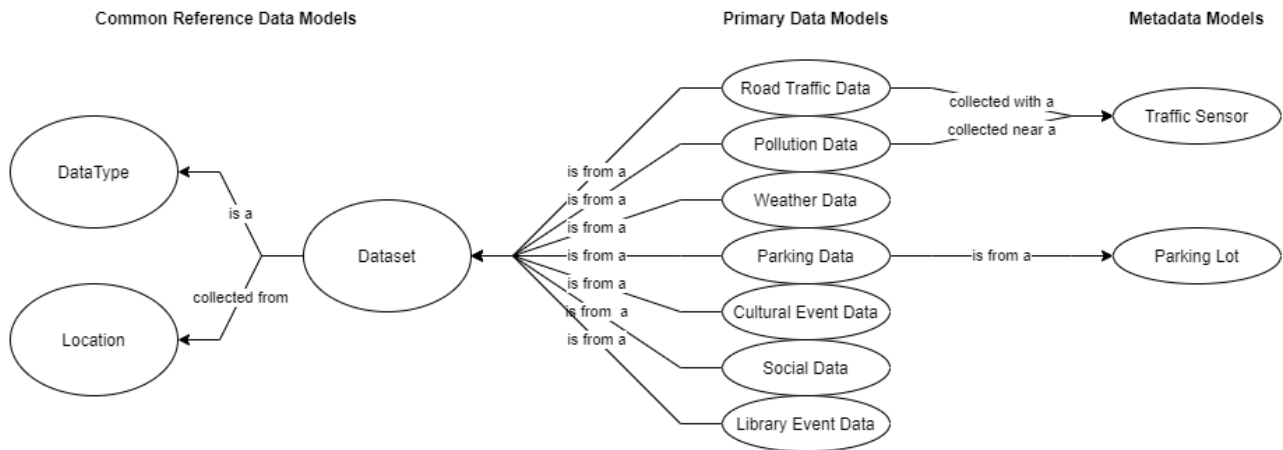 Common Reference Data Models
Primary Data Models
Metadata Models
Road Traffic Data
collected with a
Traffic Sensor
collected near a
Pollution Data
DataType
is from a
is from a
Weather Data
is a
is from a
Dataset
is from a
Parking Data
is from a
Parking Lot
collected from
is from a
Cultural Event Data
is from  a
Location
is from a
Social Data
Library Event Data